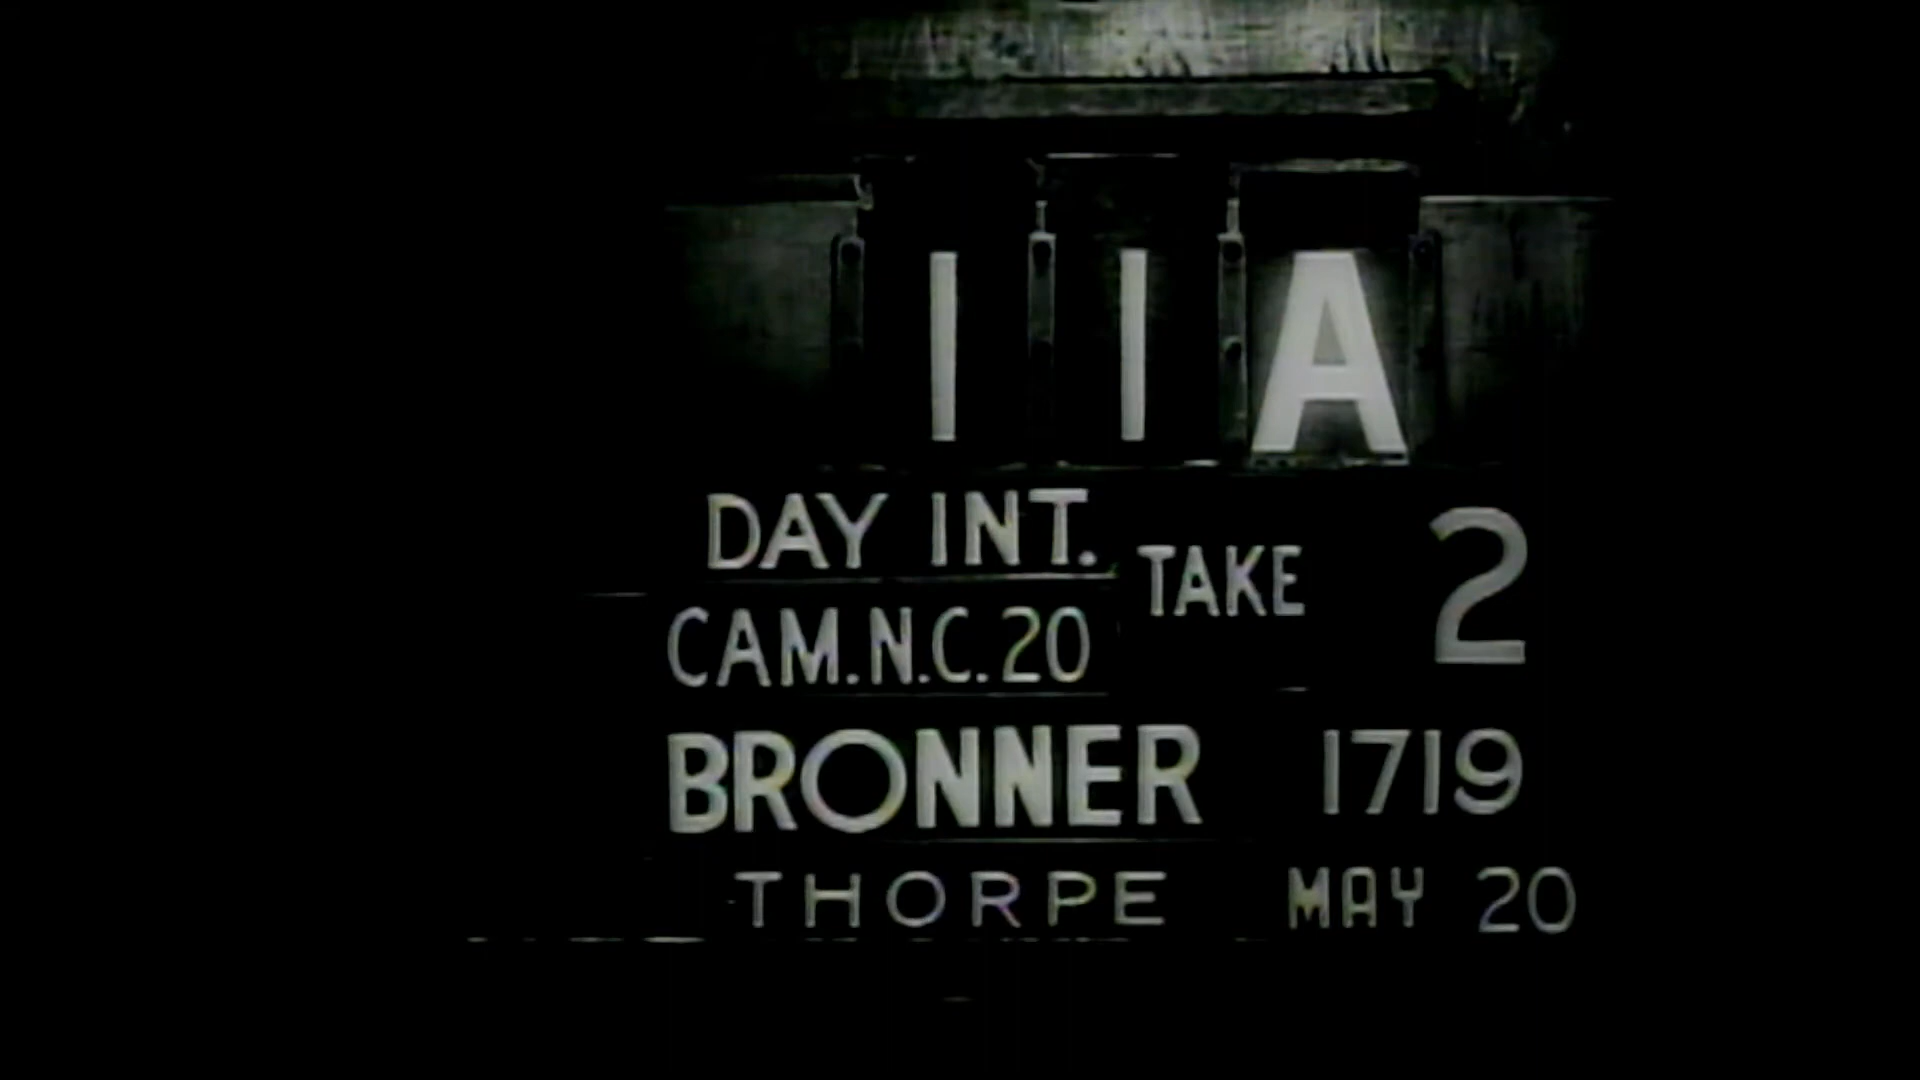 11A
DAY INT.
TAKE 2
CAM.N.C.20
BRONNER 1719
THORPE MAY 20